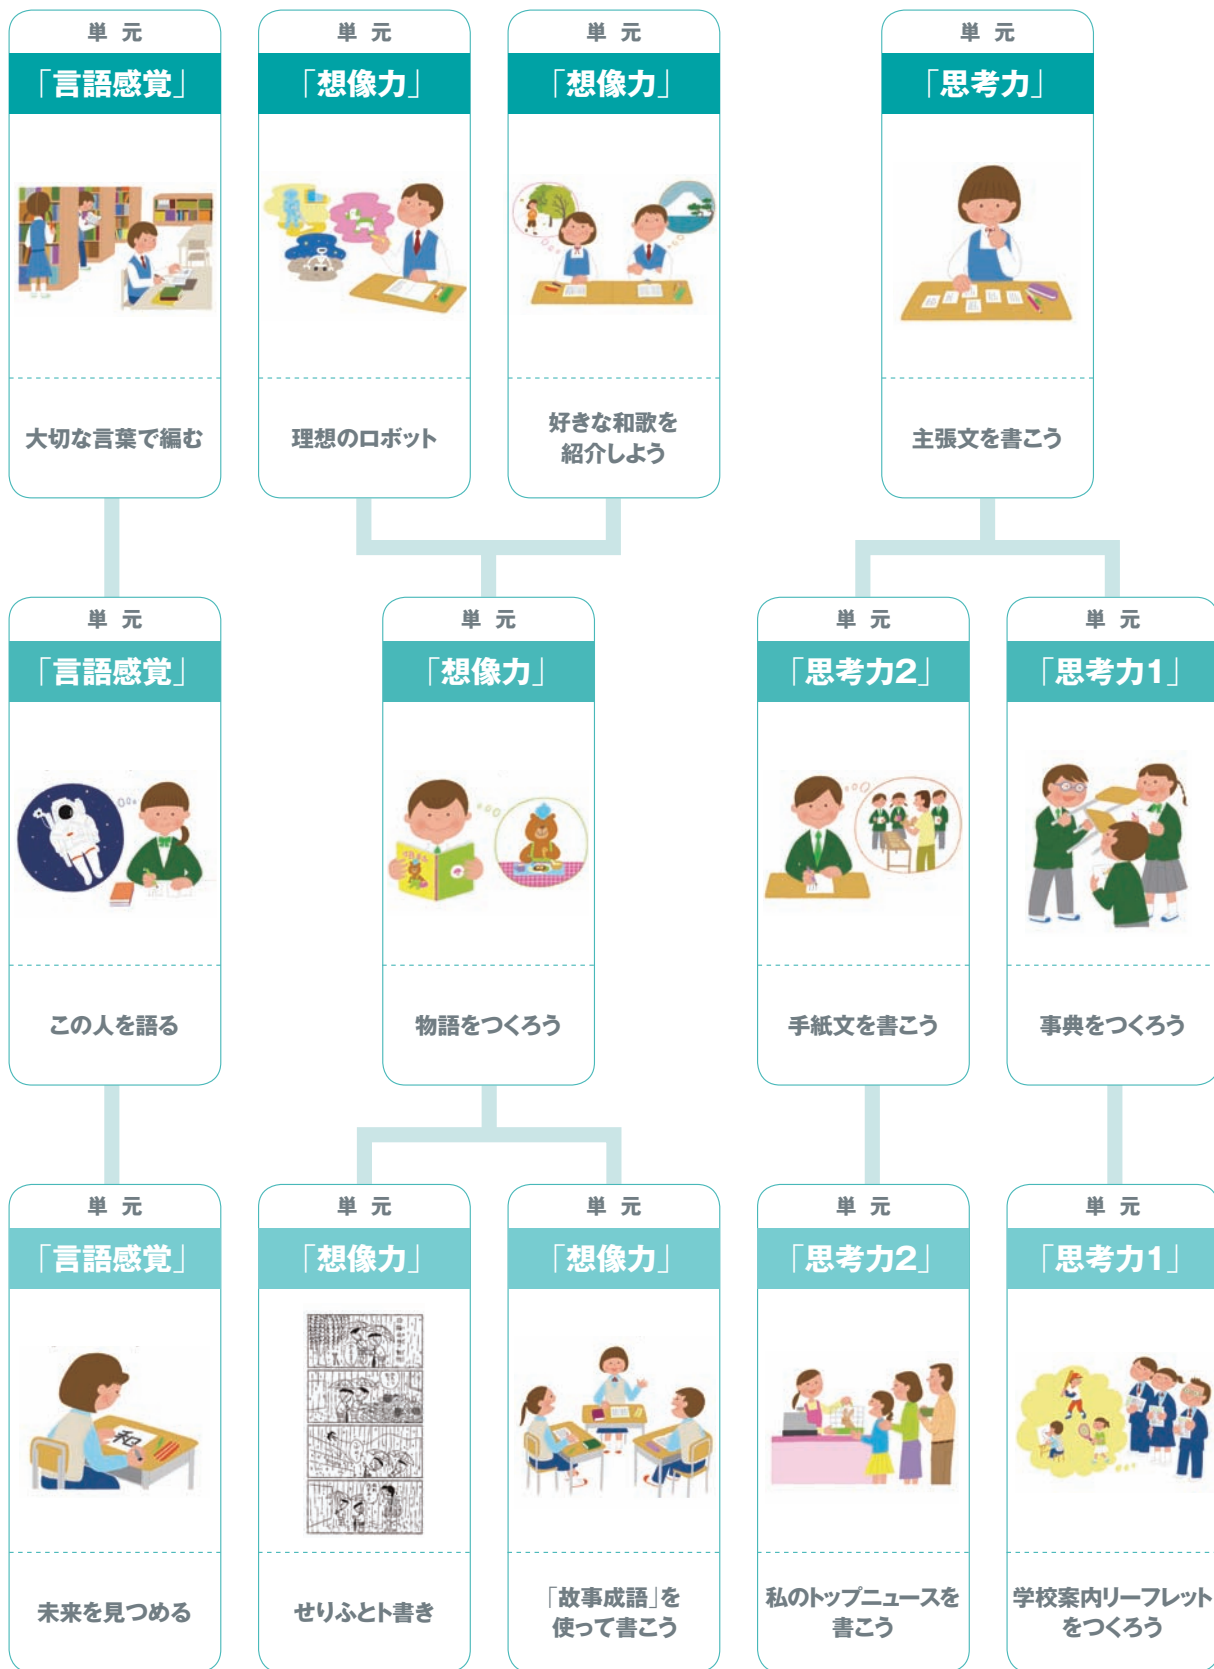 単元
「言語感覚」
大切な言葉で編む
単元
「想像力」
理想のロボット
単元
「想像力」
好きな和歌を
紹介しよう
単元
「思考力」
主張文を書こう
単元
「言語感覚」
この人を語る
単元
「想像力」
物語をつくろう
単元
「思考力2」
手紙文を書こう
単元
「思考力1」
事典をつくろう
単元
「言語感覚」
和
未来を見つめる
単元
「想像力」
せりふとト書き
単元
「想像力」
「故事成語」を
使って書こう
単元
「思考力2」
私のトップニュースを
書こう
単元
「思考力1」
学校案内リーフレット
をつくろう